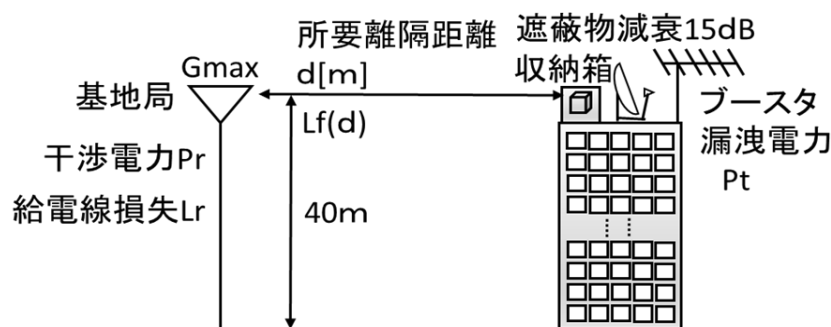 所要離隔距離
d[m]
遮蔽物減衰15dB
収納箱
Gmax
基地局
Lf(d)
ブースタ
漏洩電力
Pt
干渉電力Pr
給電線損失Lr
40m